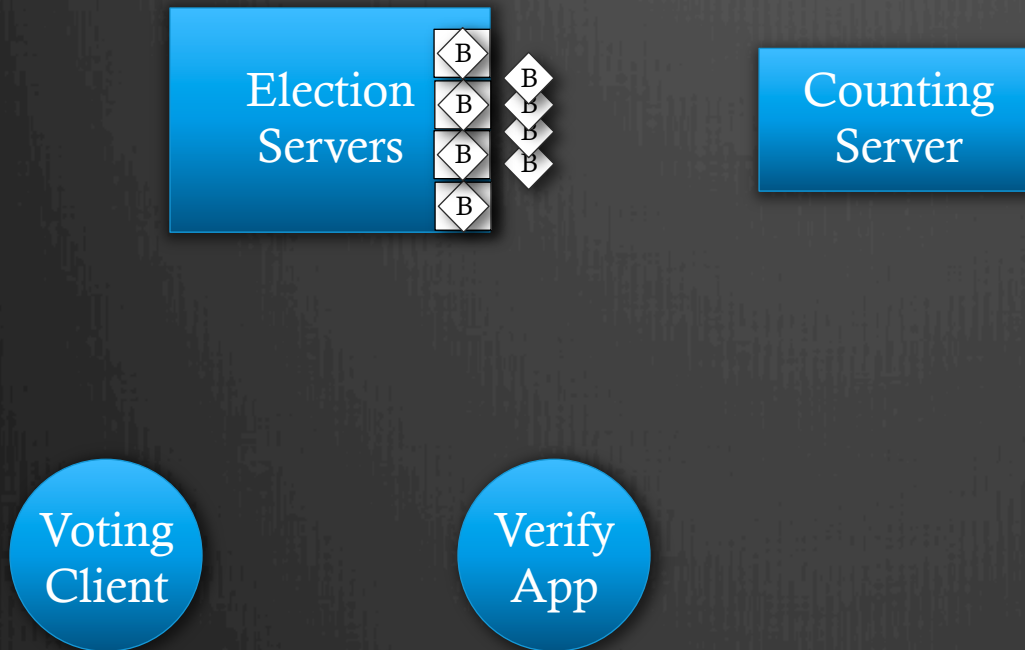 Election
Servers
B
B
B
B
B
B
B
B
Counting
Server
Voting
Client
Verify
App